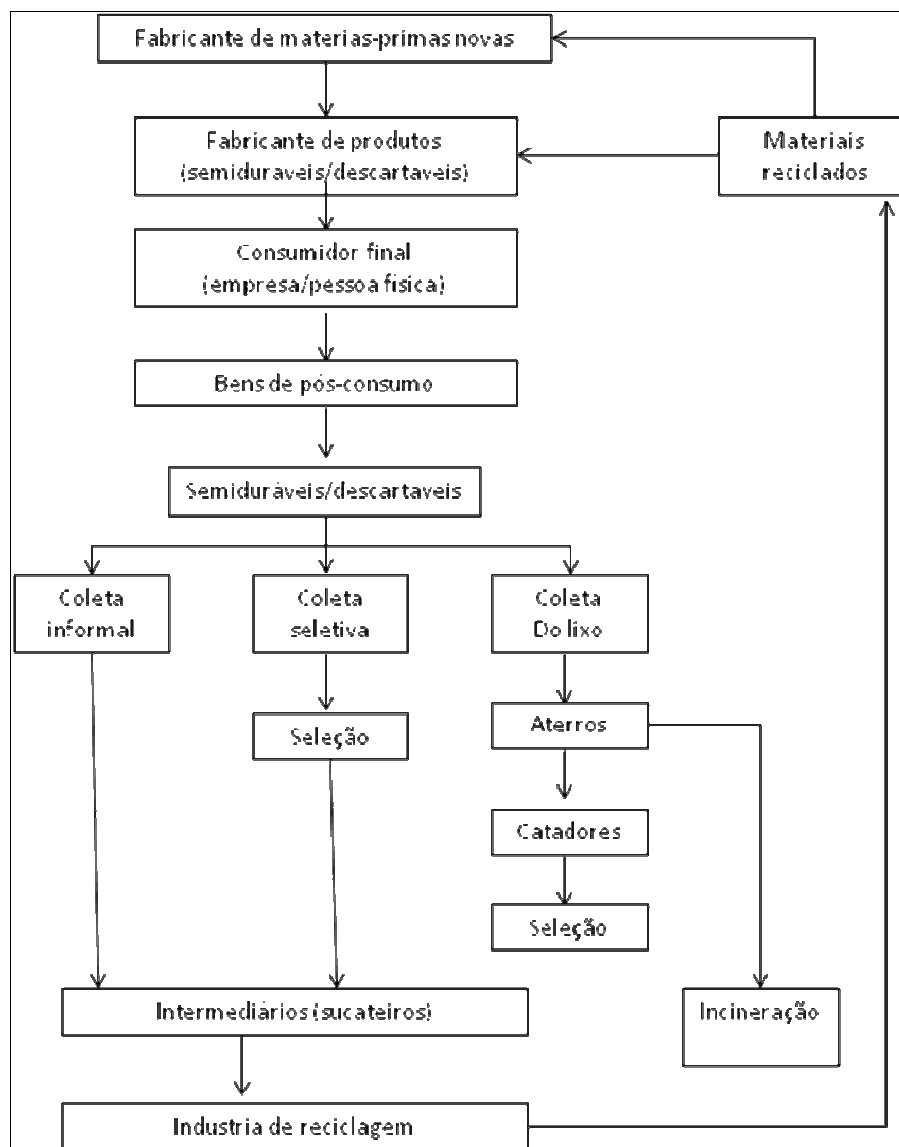 Fabricante de materias-primas novas
Fabricante de produtos
(semiduraveis/descartaveis)
Materiais
reciclados
Consumidor final
(empresa/pessoa fisica)
Bens de pós-consumo
Semiduráveis/descartaveis
Coleta
informal
Coleta
seletiva
Coleta
Do lixo
Seleção
Aterros
Catadores
Seleção
Intermediários (sucateiros)
Incineração
Industria de reciclagem